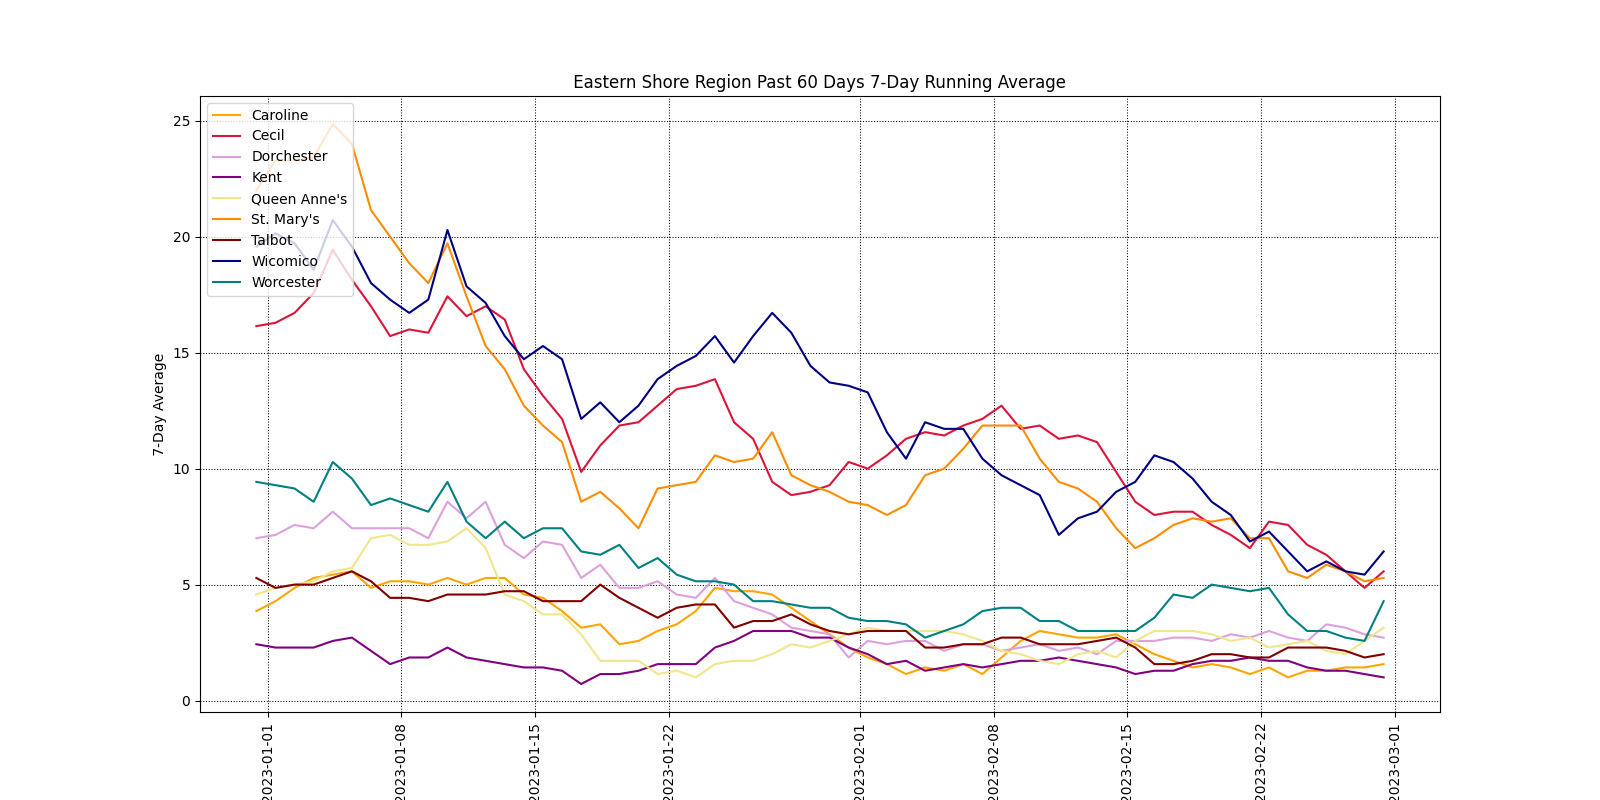 Eastern Shore Region Past 60 Days 7-Day Running Average
Caroline
Cecil
Dorchester
Kent
Queen Anne's
St. Mary's
Talbot
Wicomico
Worcester
25
20
15
10
5
0
7-Day Average
2023-01-01
2023-01-08
2023-01-15
2023-01-22
2023-02-01
2023-02-08
2023-02-15
2023-02-22
2023-03-01